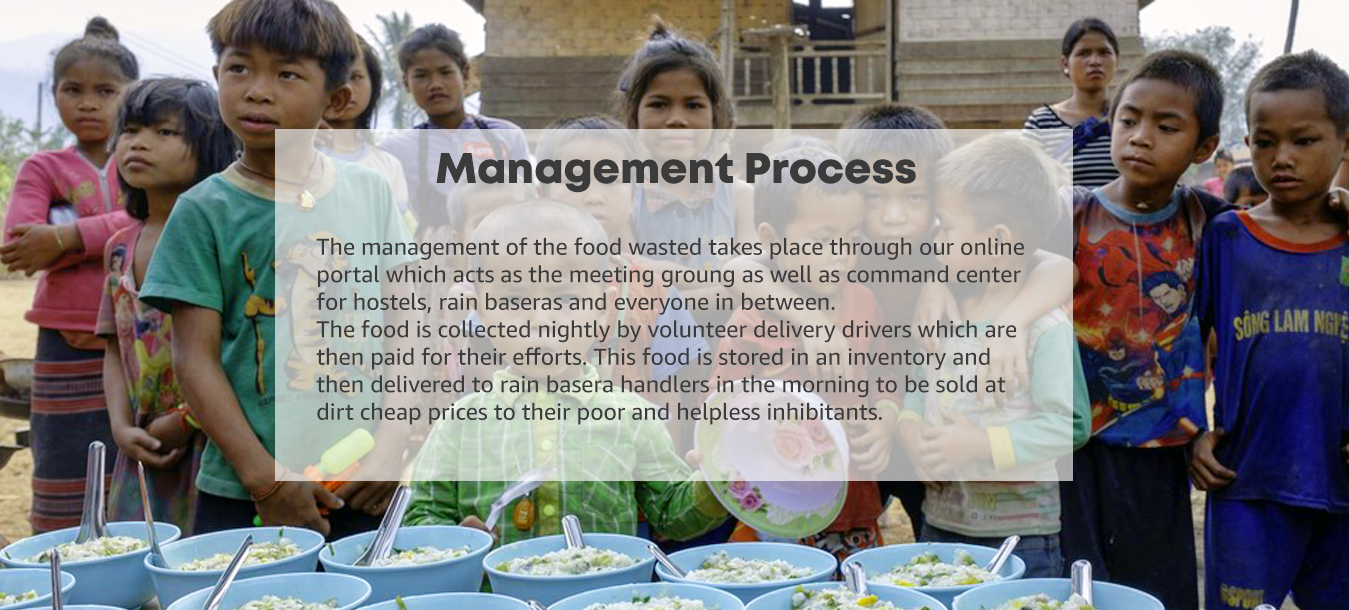 Management Process
The management of the food wasted takes place through our online
portal which acts as the meeting groung as well as command center
for hostels, rain baseras and everyone in between.
The food is collected nightly by volunteer delivery drivers which are
then paid for their efforts. This food is stored in an inventory and
then delivered to rain basera handlers in the morning to be sold at
dirt cheap prices to their poor and helpless inhibitants.
SÔNG LAM NGHỆ